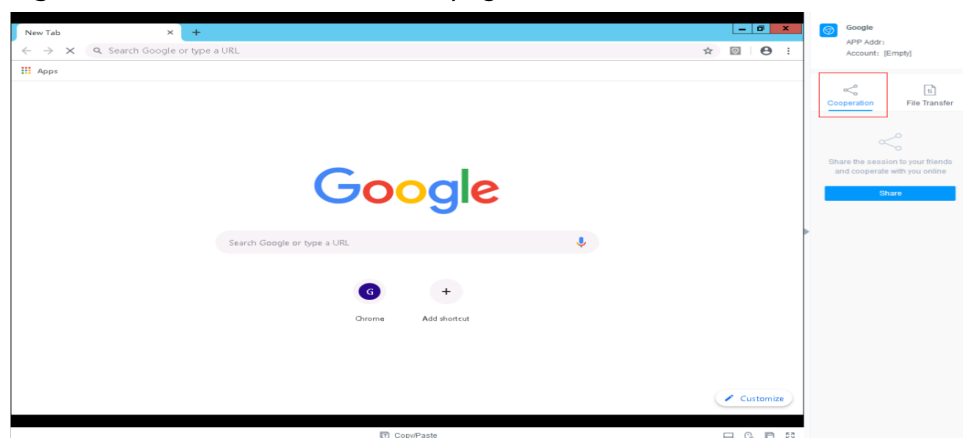 New Tab
Search Google or type a URL
Apps
Google
Search Google or type a URL
G
Chrome
Add shortcut
Customize
Copy/Paste
Google
APP Addr:
Account: [Empty]
Cooperation
File Transfer
Share the session to your friends
and cooperate with you online
Share